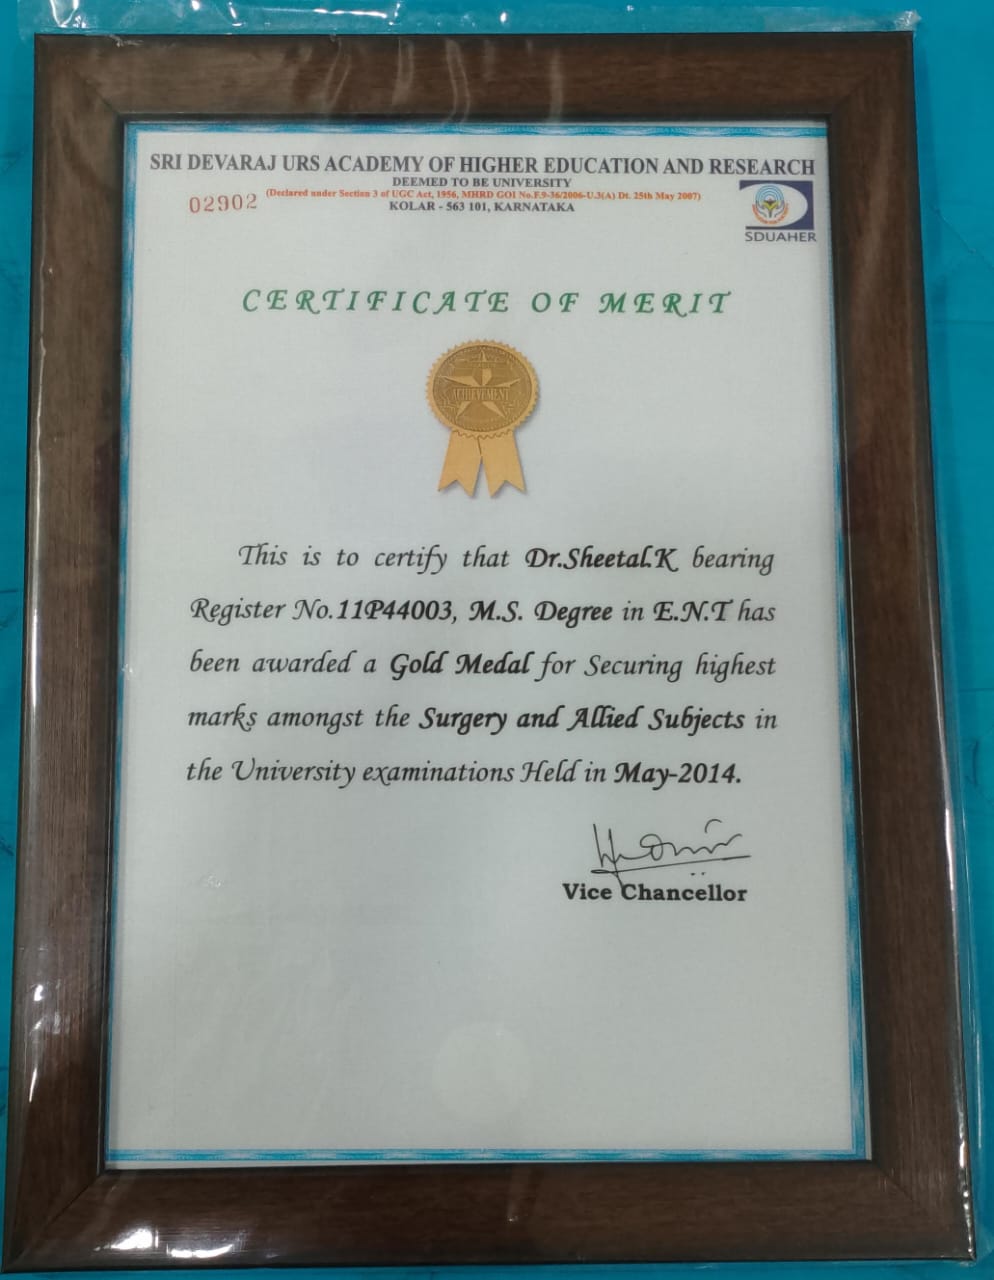 SRI DEVARAJ URS ACADEMY OF HIGHER EDUCATION AND RESEARCH
DEEMED TO BE UNIVERSITY
(Declared under Section 3 of UGC Act, 1956, MHRD GOI No.F.9-36/2006-U.3(A) Dt. 25th May 2007)
02902
KOLAR - 563 101, KARNATAKA
SDUAHER
CERTIFICATE OF MERIT
ACHIEVEMENT
This is to certify that Dr.Sheetal.K bearing
Register No.11P44003, M.S. Degree in E.N.T has
been awarded a Gold Medal for Securing highest
marks amongst the Surgery and Allied Subjects in
the University examinations Held in May-2014.
Vice Chancellor